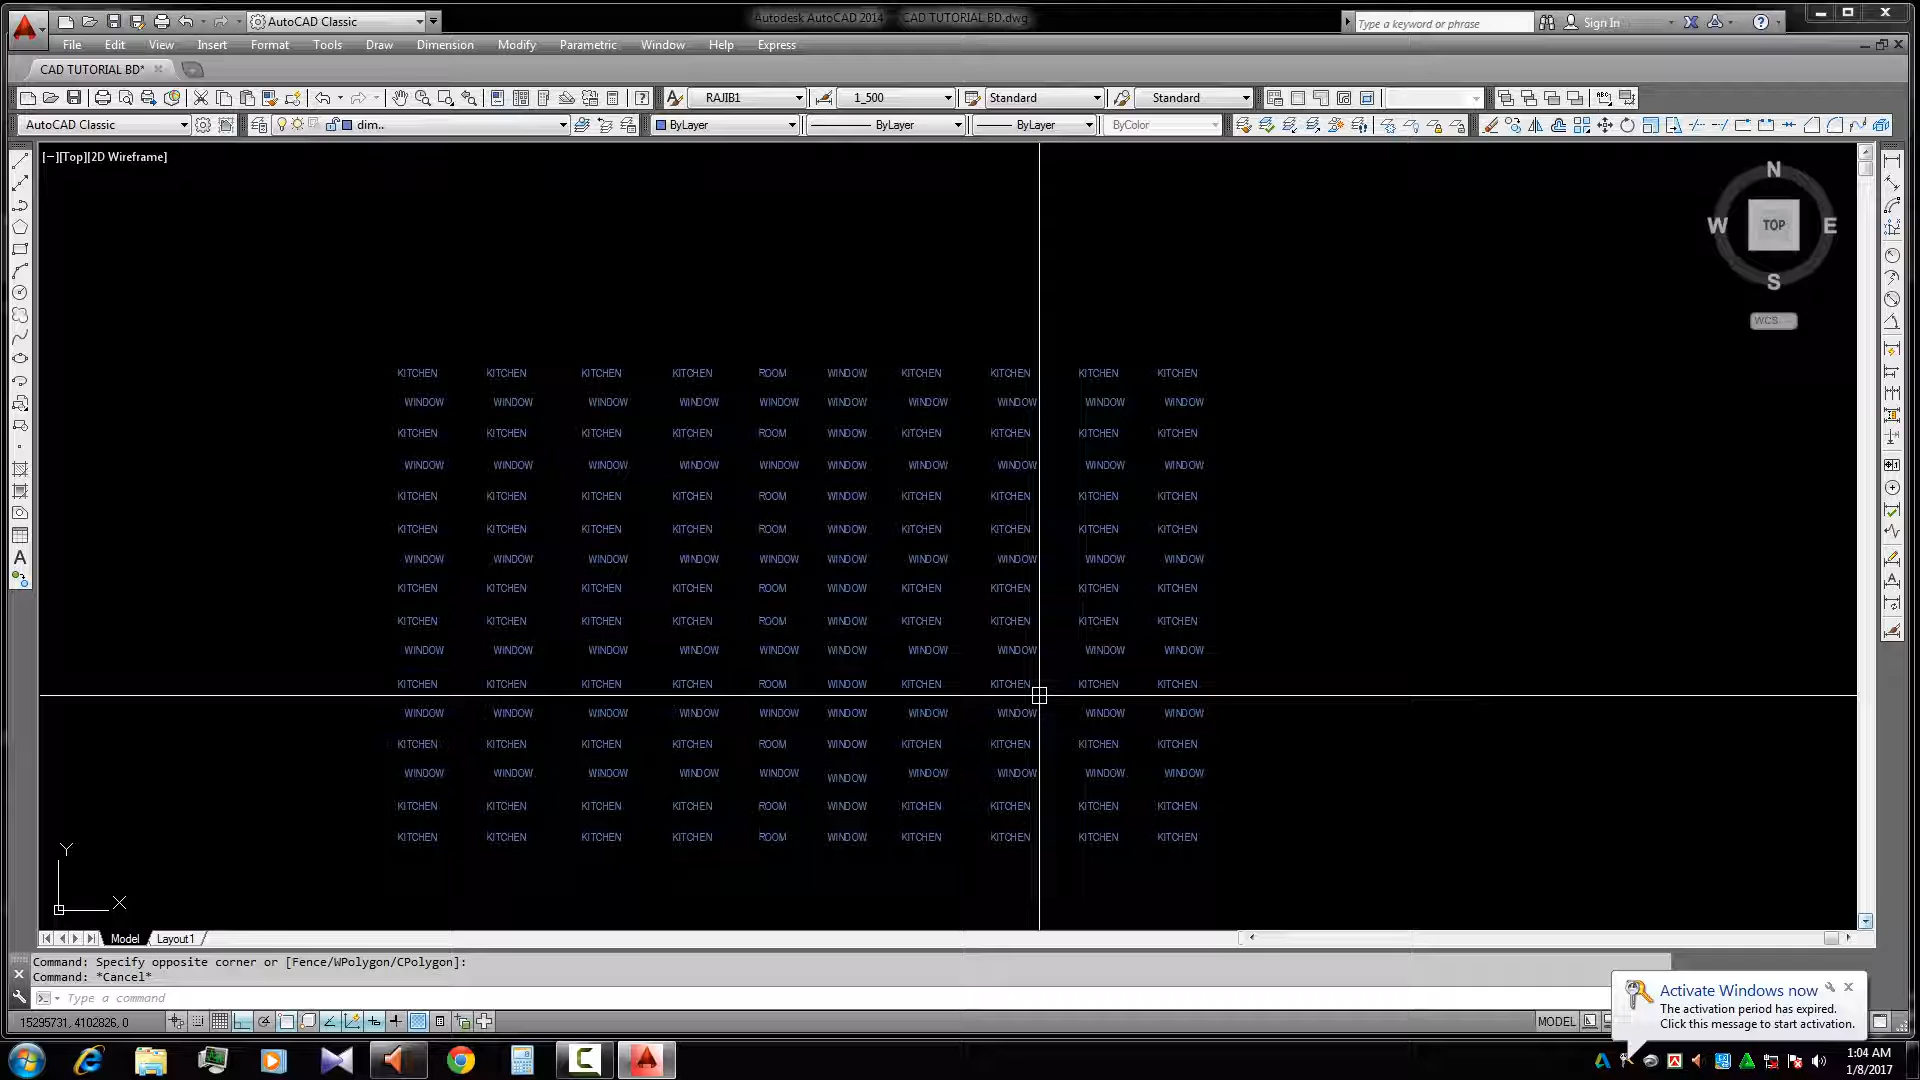 AutoCAD Classic
Autodesk AutoCAD 2014 CAD TUTORIAL BD.dwg
Type a keyword or phrase
Sign In
File Edit View Insert Format Tools Draw Dimension Modify Parametric Window Help Express
CAD TUTORIAL BD*
RAJIB1 1_500 Standard Standard
AutoCAD Classic dim.. ByLayer ByLayer ByLayer ByColor
[−][Top][2D Wireframe]
N
W TOP E
S
WCS
KITCHEN KITCHEN KITCHEN KITCHEN ROOM WINDOW KITCHEN KITCHEN KITCHEN KITCHEN
WINDOW WINDOW WINDOW WINDOW WINDOW WINDOW WINDOW WINDOW WINDOW WINDOW
KITCHEN KITCHEN KITCHEN KITCHEN ROOM WINDOW KITCHEN KITCHEN KITCHEN KITCHEN
WINDOW WINDOW WINDOW WINDOW WINDOW WINDOW WINDOW WINDOW WINDOW WINDOW
KITCHEN KITCHEN KITCHEN KITCHEN ROOM WINDOW KITCHEN KITCHEN KITCHEN KITCHEN
KITCHEN KITCHEN KITCHEN KITCHEN ROOM WINDOW KITCHEN KITCHEN KITCHEN KITCHEN
WINDOW WINDOW WINDOW WINDOW WINDOW WINDOW WINDOW WINDOW WINDOW WINDOW
KITCHEN KITCHEN KITCHEN KITCHEN ROOM WINDOW KITCHEN KITCHEN KITCHEN KITCHEN
KITCHEN KITCHEN KITCHEN KITCHEN ROOM WINDOW KITCHEN KITCHEN KITCHEN KITCHEN
WINDOW WINDOW WINDOW WINDOW WINDOW WINDOW WINDOW WINDOW WINDOW WINDOW
KITCHEN KITCHEN KITCHEN KITCHEN ROOM WINDOW KITCHEN KITCHEN KITCHEN KITCHEN
WINDOW WINDOW WINDOW WINDOW WINDOW WINDOW WINDOW WINDOW WINDOW WINDOW
KITCHEN KITCHEN KITCHEN KITCHEN ROOM WINDOW KITCHEN KITCHEN KITCHEN KITCHEN
WINDOW WINDOW WINDOW WINDOW WINDOW WINDOW WINDOW WINDOW WINDOW WINDOW
KITCHEN KITCHEN KITCHEN KITCHEN ROOM WINDOW KITCHEN KITCHEN KITCHEN KITCHEN
KITCHEN KITCHEN KITCHEN KITCHEN ROOM WINDOW KITCHEN KITCHEN KITCHEN KITCHEN
Y
X
Model Layout1
Command: Specify opposite corner or [Fence/WPolygon/CPolygon]:
Command: *Cancel*
Type a command
Activate Windows now
The activation period has expired.
Click this message to start activation.
15295731, 4102826, 0
MODEL
1:04 AM
1/8/2017